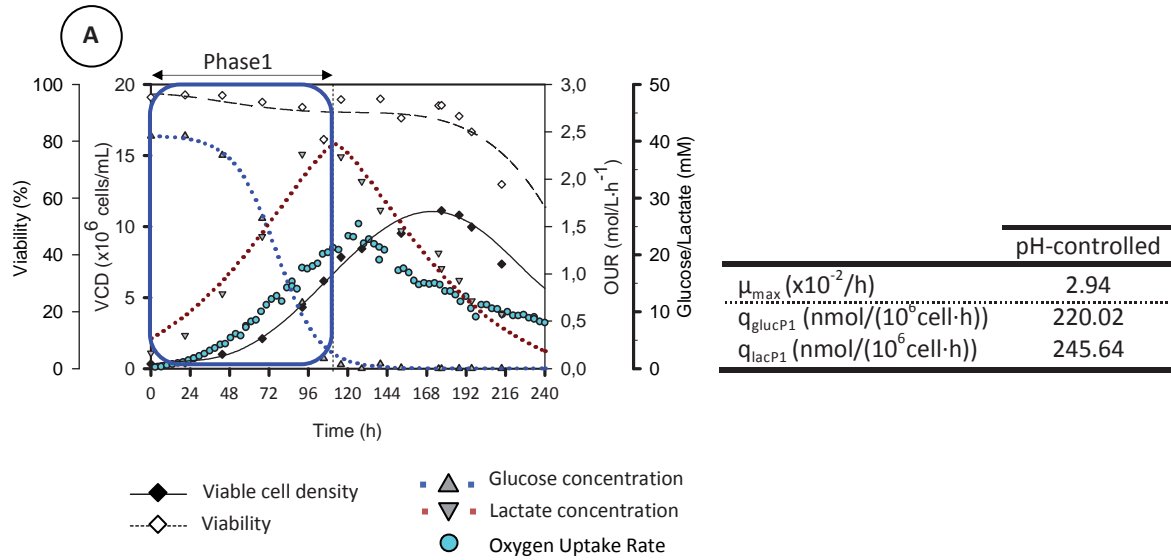 A
Phase1
100
80
60
40
20
0
Viability (%)
20
15
10
5
0
VCD (x10⁶ cells/mL)
3,0
2,5
2,0
1,5
1,0
0,5
0,0
OUR (mol/L·h⁻¹)
50
40
30
20
10
0
Glucose/Lactate (mM)
0 24 48 72 96 120 144 168 192 216 240
Time (h)
Viable cell density
Viability
Glucose concentration
Lactate concentration
Oxygen Uptake Rate
pH-controlled
μmax (x10⁻²/h) 2.94
qglucP1 (nmol/(10⁶cell·h)) 220.02
qlacP1 (nmol/(10⁶cell·h)) 245.64